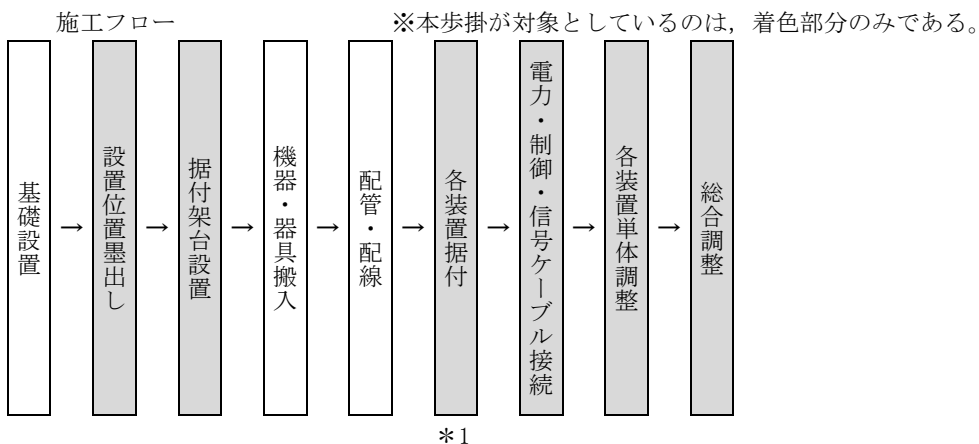 施工フロー
※本歩掛が対象としているのは，着色部分のみである。
基礎設置
→
設置位置墨出し
→
据付架台設置
→
機器・器具搬入
→
配管・配線
→
各装置据付
→
電力・制御・信号ケーブル接続
→
各装置単体調整
→
総合調整
＊1